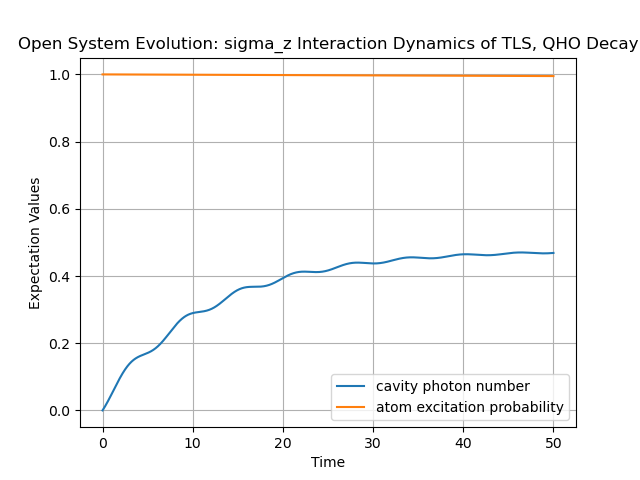 Open System Evolution: sigma_z Interaction Dynamics of TLS, QHO Decay
Expectation Values
1.0
0.8
0.6
0.4
0.2
0.0
cavity photon number
atom excitation probability
0 10 20 30 40 50
Time